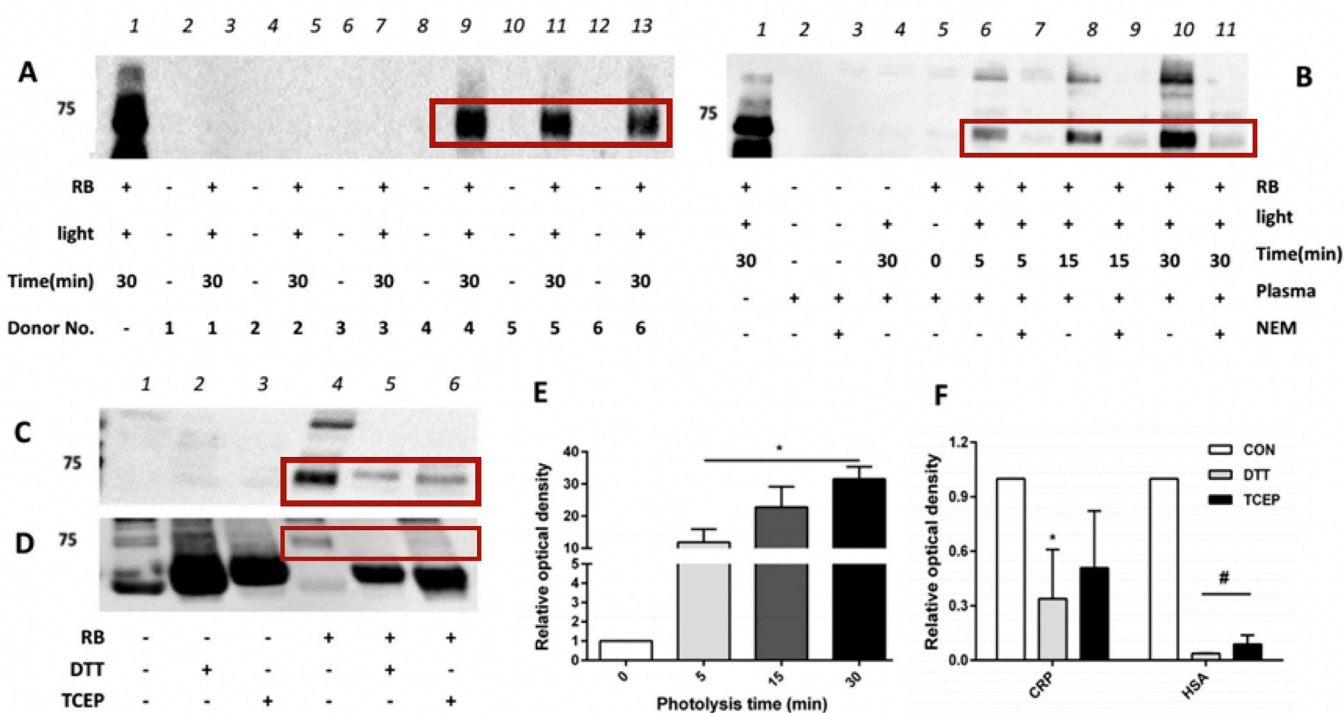 1 2 3 4 5 6 7 8 9 10 11 12 13
A
75
RB + - + - + - + - + - + - +
light + - + - + - + - + - + - +
Time(min) 30 - 30 - 30 - 30 - 30 - 30 - 30
Donor No. - 1 1 2 2 3 3 4 4 5 5 6 6
1 2 3 4 5 6 7 8 9 10 11
B
75
+ - - - + + + + + + + RB
+ - - + - + + + + + + light
30 - - 30 0 5 5 15 15 30 30 Time(min)
- + + + + + + + + + + Plasma
- - + - - - + - + - + NEM
1 2 3 4 5 6
C
75
D
75
RB - - - + + +
DTT - + - - + -
TCEP - - + - - +
E
Relative optical density
40
30
20
10
5
4
3
2
1
0
*
0 5 15 30
Photolysis time (min)
F
Relative optical density
1.2
0.9
0.6
0.3
0.0
CON
DTT
TCEP
*
#
CRP HSA